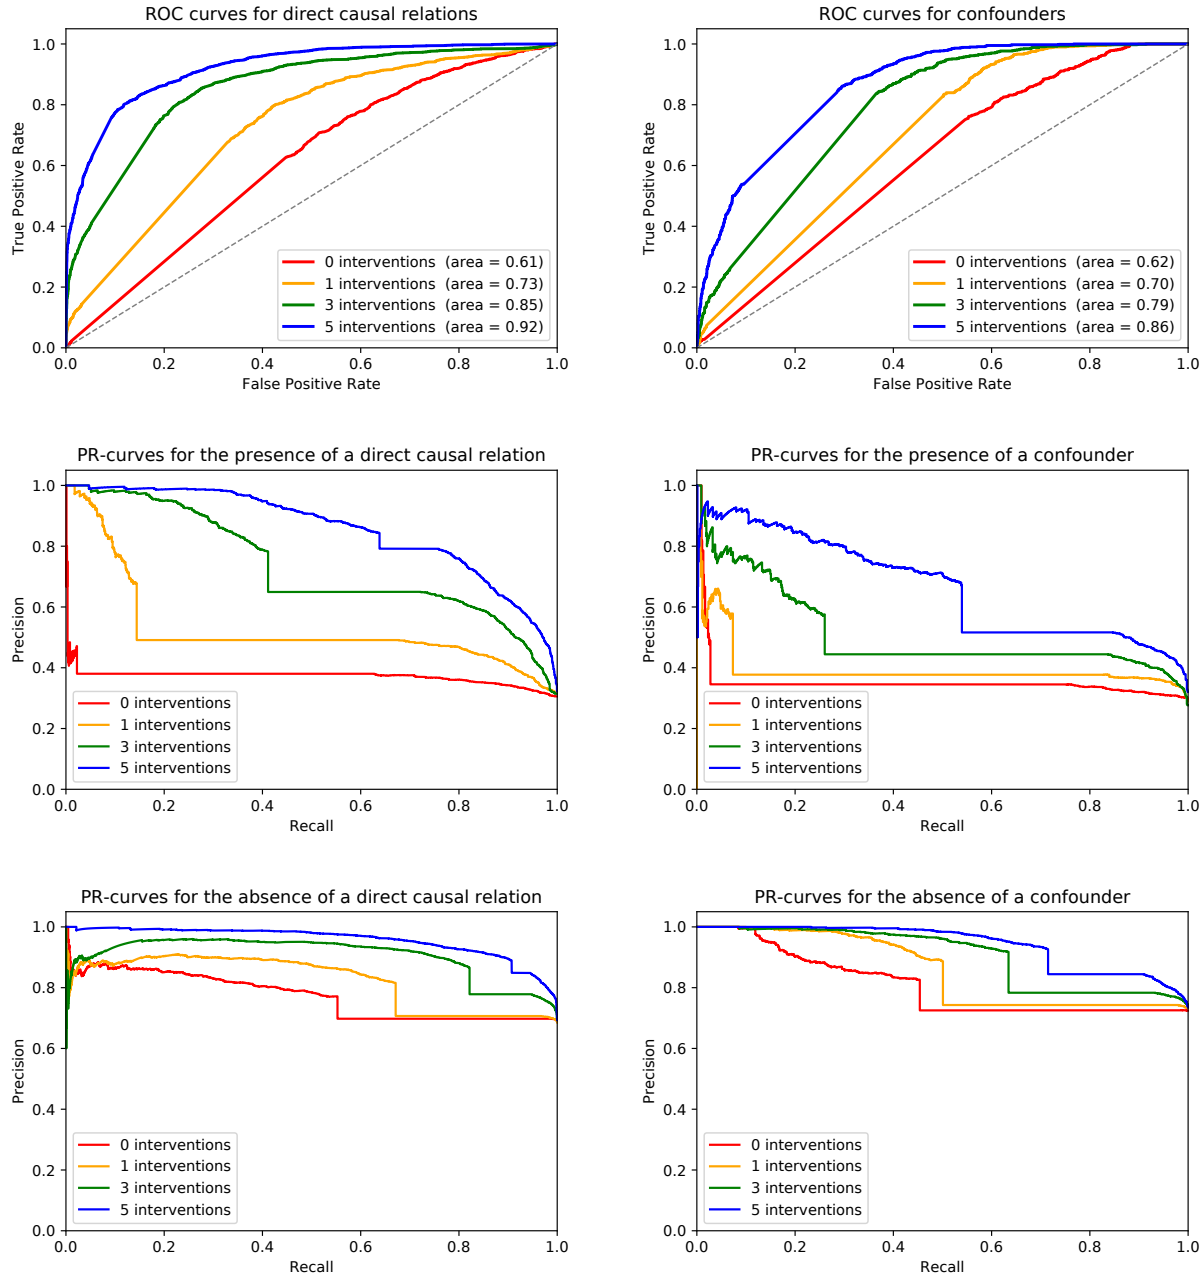 ROC curves for direct causal relations
1.0
0.8
0.6
0.4
0.2
0.0
True Positive Rate
0 interventions (area = 0.61)
1 interventions (area = 0.73)
3 interventions (area = 0.85)
5 interventions (area = 0.92)
0.0 0.2 0.4 0.6 0.8 1.0
False Positive Rate
ROC curves for confounders
1.0
0.8
0.6
0.4
0.2
0.0
True Positive Rate
0 interventions (area = 0.62)
1 interventions (area = 0.70)
3 interventions (area = 0.79)
5 interventions (area = 0.86)
0.0 0.2 0.4 0.6 0.8 1.0
False Positive Rate
PR-curves for the presence of a direct causal relation
1.0
0.8
0.6
0.4
0.2
0.0
Precision
0 interventions
1 interventions
3 interventions
5 interventions
0.0 0.2 0.4 0.6 0.8 1.0
Recall
PR-curves for the presence of a confounder
1.0
0.8
0.6
0.4
0.2
0.0
Precision
0 interventions
1 interventions
3 interventions
5 interventions
0.0 0.2 0.4 0.6 0.8 1.0
Recall
PR-curves for the absence of a direct causal relation
1.0
0.8
0.6
0.4
0.2
0.0
Precision
0 interventions
1 interventions
3 interventions
5 interventions
0.0 0.2 0.4 0.6 0.8 1.0
Recall
PR-curves for the absence of a confounder
1.0
0.8
0.6
0.4
0.2
0.0
Precision
0 interventions
1 interventions
3 interventions
5 interventions
0.0 0.2 0.4 0.6 0.8 1.0
Recall